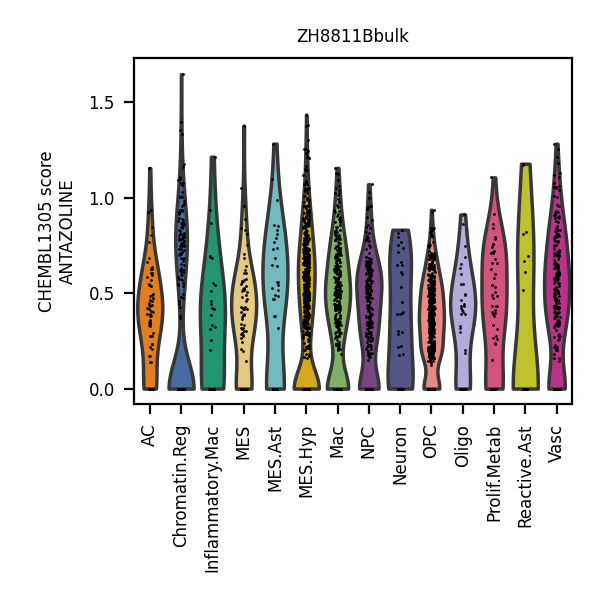 ZH8811Bbulk
CHEMBL1305 score
ANTAZOLINE
1.5
1.0
0.5
0.0
AC
Chromatin.Reg
Inflammatory.Mac
MES
MES.Ast
MES.Hyp
Mac
NPC
Neuron
OPC
Oligo
Prolif.Metab
Reactive.Ast
Vasc